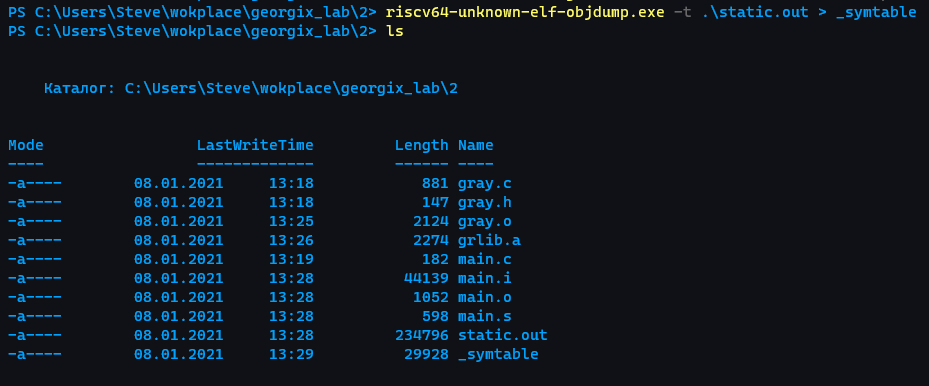 PS C:\Users\Steve\wokplace\georgix_lab\2> riscv64-unknown-elf-objdump.exe -t .\static.out > _symtable
PS C:\Users\Steve\wokplace\georgix_lab\2> ls
Каталог: C:\Users\Steve\wokplace\georgix_lab\2
Mode LastWriteTime Length Name
---- ------------- ------ ----
-a---- 08.01.2021 13:18 881 gray.c
-a---- 08.01.2021 13:18 147 gray.h
-a---- 08.01.2021 13:25 2124 gray.o
-a---- 08.01.2021 13:26 2274 grlib.a
-a---- 08.01.2021 13:19 182 main.c
-a---- 08.01.2021 13:28 44139 main.i
-a---- 08.01.2021 13:28 1052 main.o
-a---- 08.01.2021 13:28 598 main.s
-a---- 08.01.2021 13:28 234796 static.out
-a---- 08.01.2021 13:29 29928 _symtable